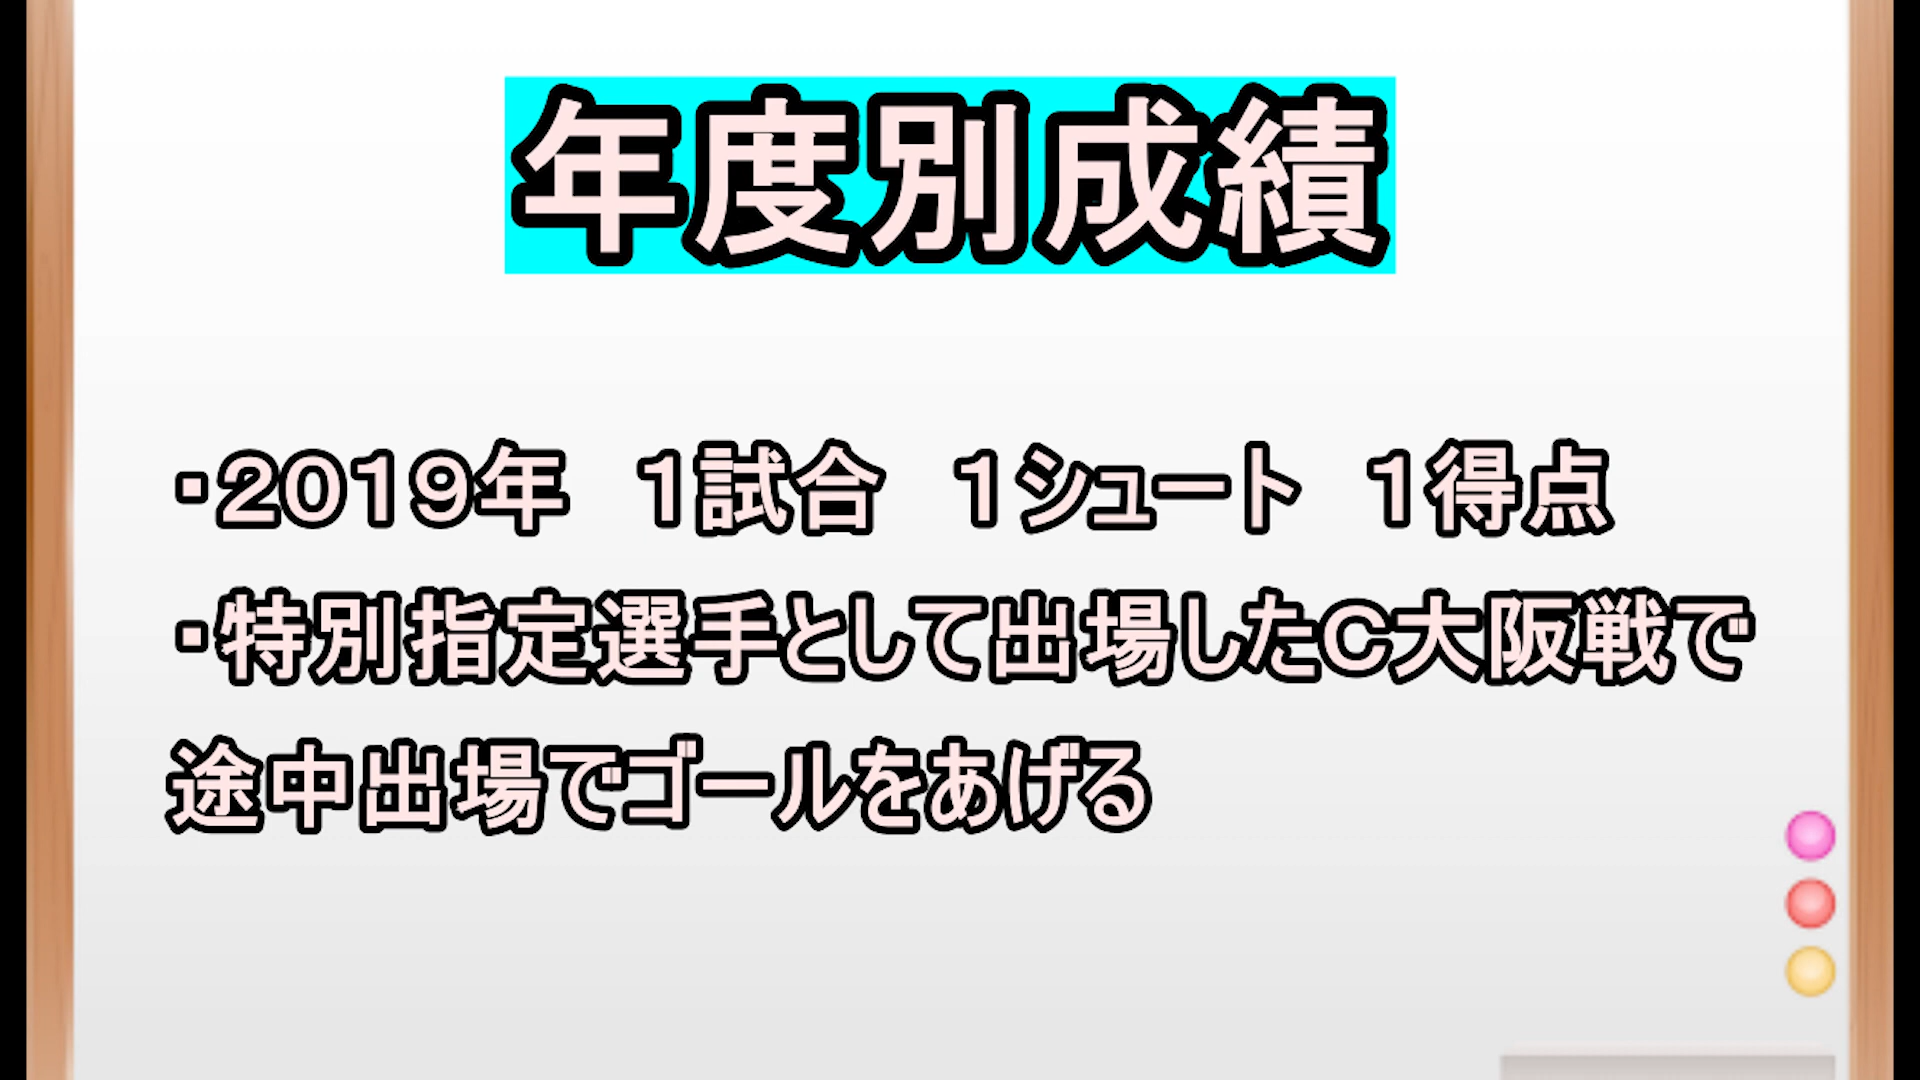 年度別成績
・2019年　1試合　1シュート　1得点
・特別指定選手として出場したC大阪戦で
途中出場でゴールをあげる